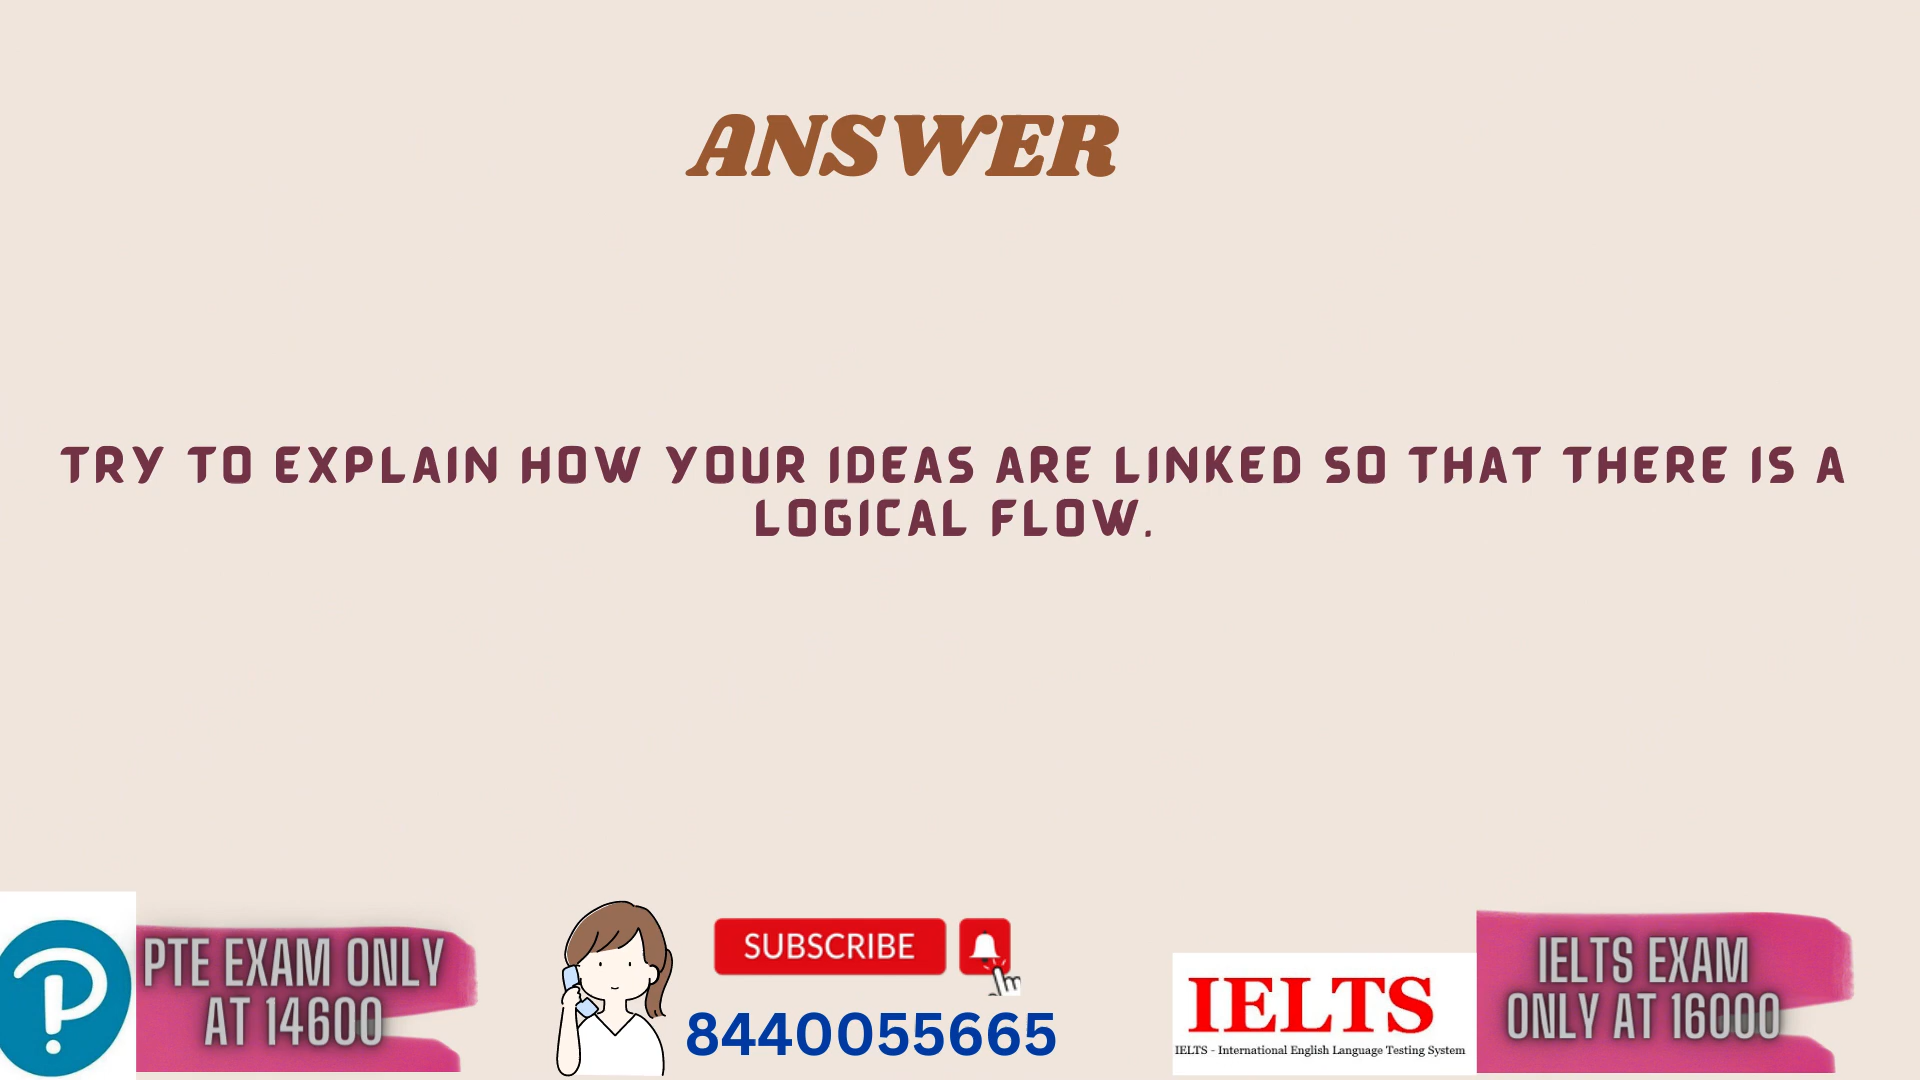 ANSWER
TRY TO EXPLAIN HOW YOUR IDEAS ARE LINKED SO THAT THERE IS A
LOGICAL FLOW.
PTE EXAM ONLY
AT 14600
SUBSCRIBE
8440055665
IELTS
IELTS - International English Language Testing System
IELTS EXAM
ONLY AT 16000